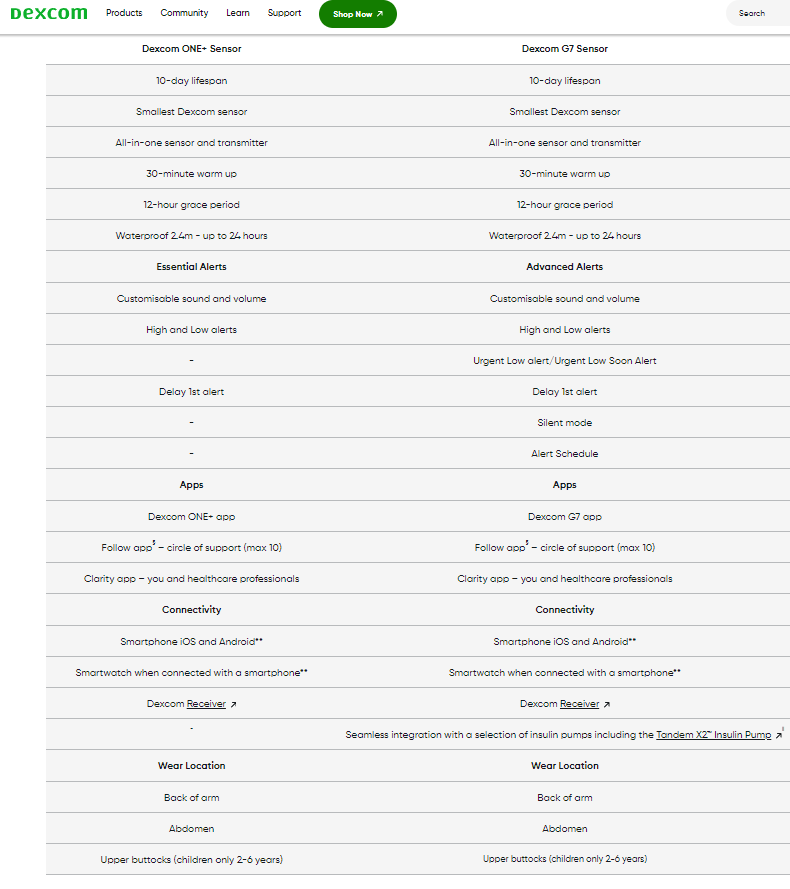 Dexcom Products Community Learn Support Shop Now ↗ Search
Dexcom ONE+ Sensor Dexcom G7 Sensor
10-day lifespan 10-day lifespan
Smallest Dexcom sensor Smallest Dexcom sensor
All-in-one sensor and transmitter All-in-one sensor and transmitter
30-minute warm up 30-minute warm up
12-hour grace period 12-hour grace period
Waterproof 2.4m - up to 24 hours Waterproof 2.4m - up to 24 hours
Essential Alerts Advanced Alerts
Customisable sound and volume Customisable sound and volume
High and Low alerts High and Low alerts
- Urgent Low alert/Urgent Low Soon Alert
Delay 1st alert Delay 1st alert
- Silent mode
- Alert Schedule
Apps Apps
Dexcom ONE+ app Dexcom G7 app
Follow app§ – circle of support (max 10) Follow app§ – circle of support (max 10)
Clarity app – you and healthcare professionals Clarity app – you and healthcare professionals
Connectivity Connectivity
Smartphone iOS and Android** Smartphone iOS and Android**
Smartwatch when connected with a smartphone** Smartwatch when connected with a smartphone**
Dexcom Receiver ↗ Dexcom Receiver ↗
- Seamless integration with a selection of insulin pumps including the Tandem X2™ Insulin Pump ↗
Wear Location Wear Location
Back of arm Back of arm
Abdomen Abdomen
Upper buttocks (children only 2-6 years) Upper buttocks (children only 2-6 years)